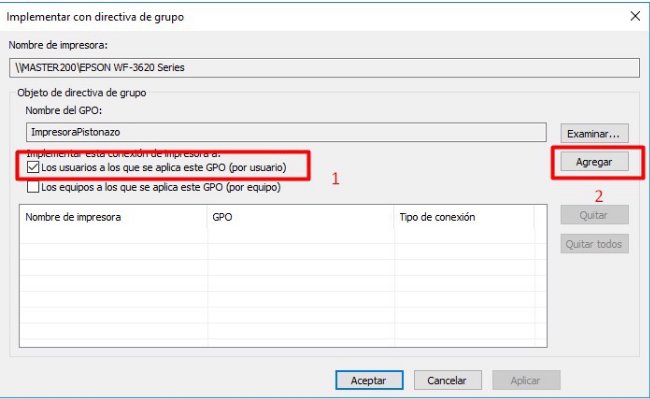 Implementar con directiva de grupo
Nombre de impresora:
\\MASTER200\EPSON WF-3620 Series
Objeto de directiva de grupo
Nombre del GPO:
ImpresoraPistonazo
Examinar...
Implementar esta conexión de impresora a:
Los usuarios a los que se aplica este GPO (por usuario)
Agregar
1
Los equipos a los que se aplica este GPO (por equipo)
2
Nombre de impresora GPO Tipo de conexión
Quitar
Quitar todos
Aceptar Cancelar Aplicar